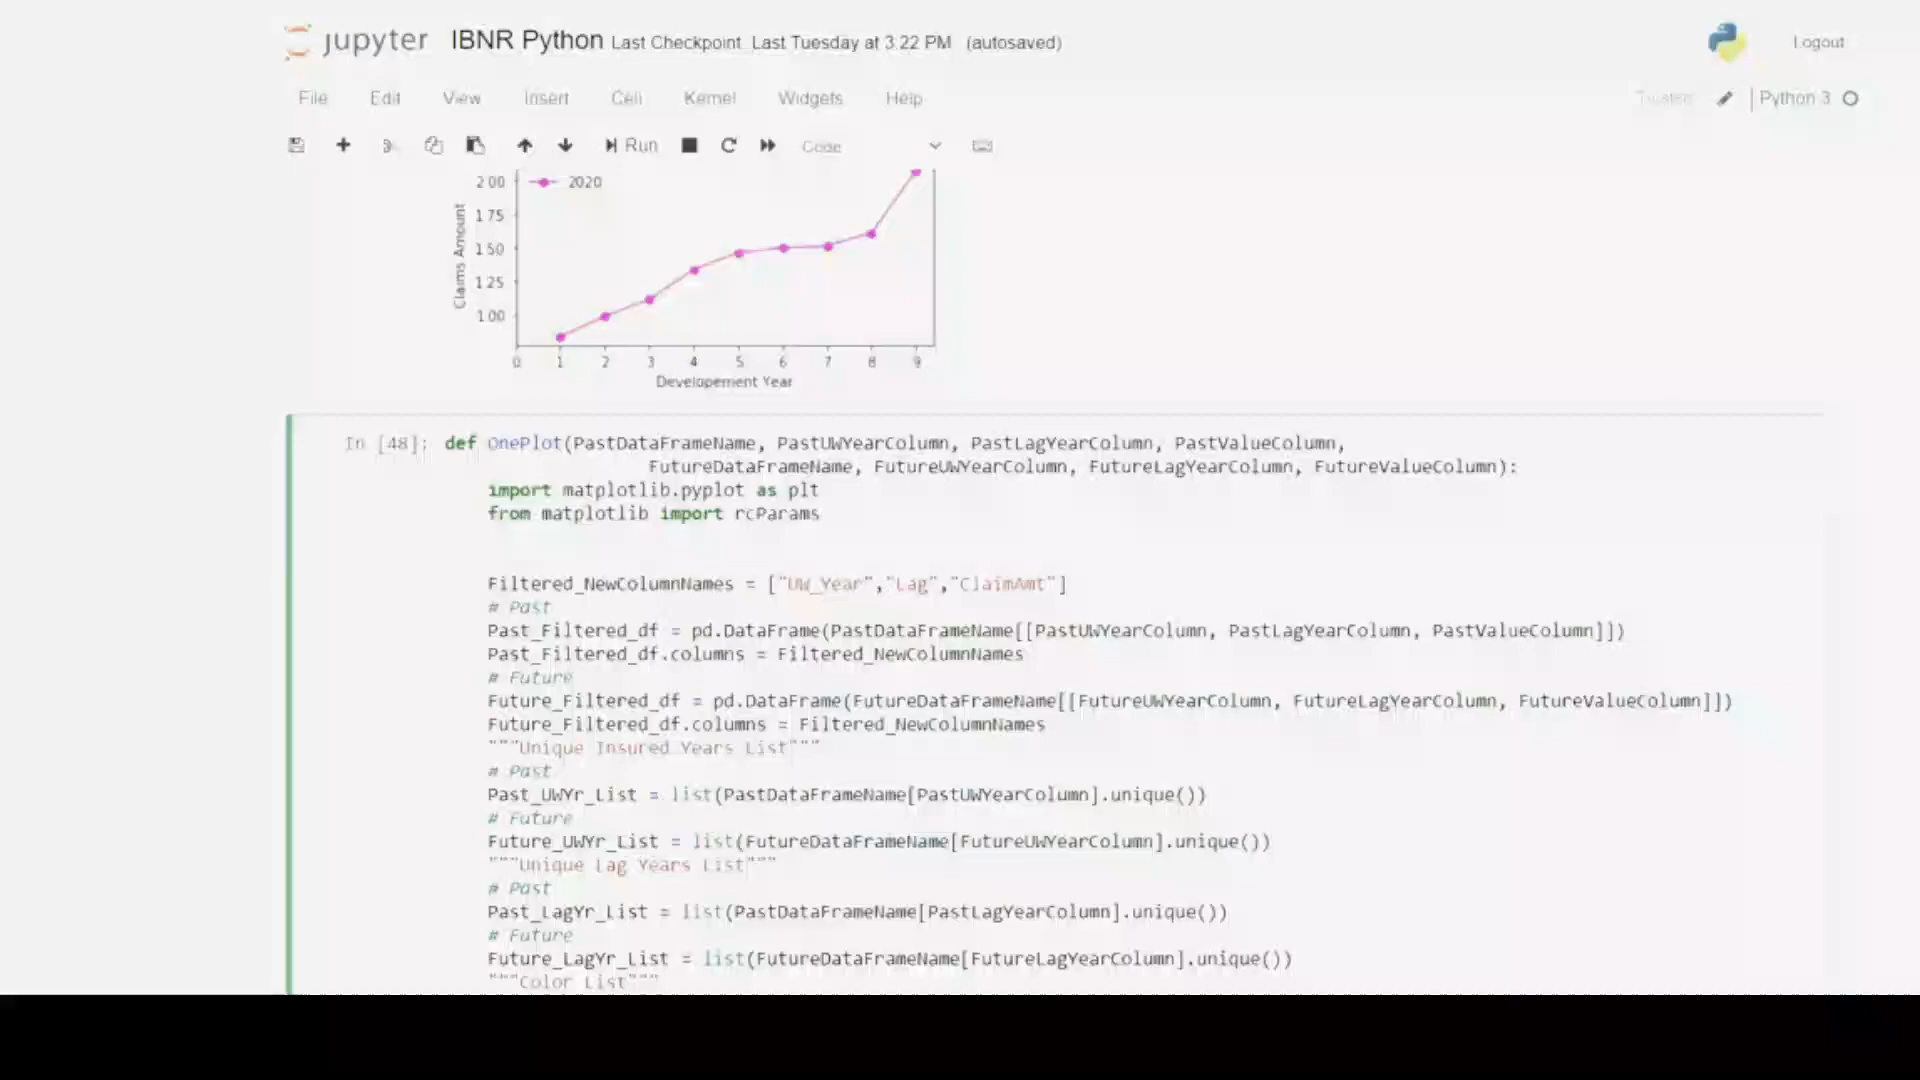 jupyter IBNR Python Last Checkpoint Last Tuesday at 3:22 PM (autosaved) Logout
File Edit View Insert Cell Kernel Widgets Help Trusted Python 3
Run Code
2.00 2020
1.75
1.50
1.25
1.00
Claims Amount
0 1 2 3 4 5 6 7 8 9
Developement Year
In [48]: def OnePlot(PastDataFrameName, PastUWYearColumn, PastLagYearColumn, PastValueColumn,
FutureDataFrameName, FutureUWYearColumn, FutureLagYearColumn, FutureValueColumn):
import matplotlib.pyplot as plt
from matplotlib import rcParams
Filtered_NewColumnNames = ["UW_Year","Lag","ClaimAmt"]
# Past
Past_Filtered_df = pd.DataFrame(PastDataFrameName[[PastUWYearColumn, PastLagYearColumn, PastValueColumn]])
Past_Filtered_df.columns = Filtered_NewColumnNames
# Future
Future_Filtered_df = pd.DataFrame(FutureDataFrameName[[FutureUWYearColumn, FutureLagYearColumn, FutureValueColumn]])
Future_Filtered_df.columns = Filtered_NewColumnNames
"""Unique Insured Years List"""
# Past
Past_UWYr_List = list(PastDataFrameName[PastUWYearColumn].unique())
# Future
Future_UWYr_List = list(FutureDataFrameName[FutureUWYearColumn].unique())
"""Unique Lag Years List"""
# Past
Past_LagYr_List = list(PastDataFrameName[PastLagYearColumn].unique())
# Future
Future_LagYr_List = list(FutureDataFrameName[FutureLagYearColumn].unique())
"""Color List"""